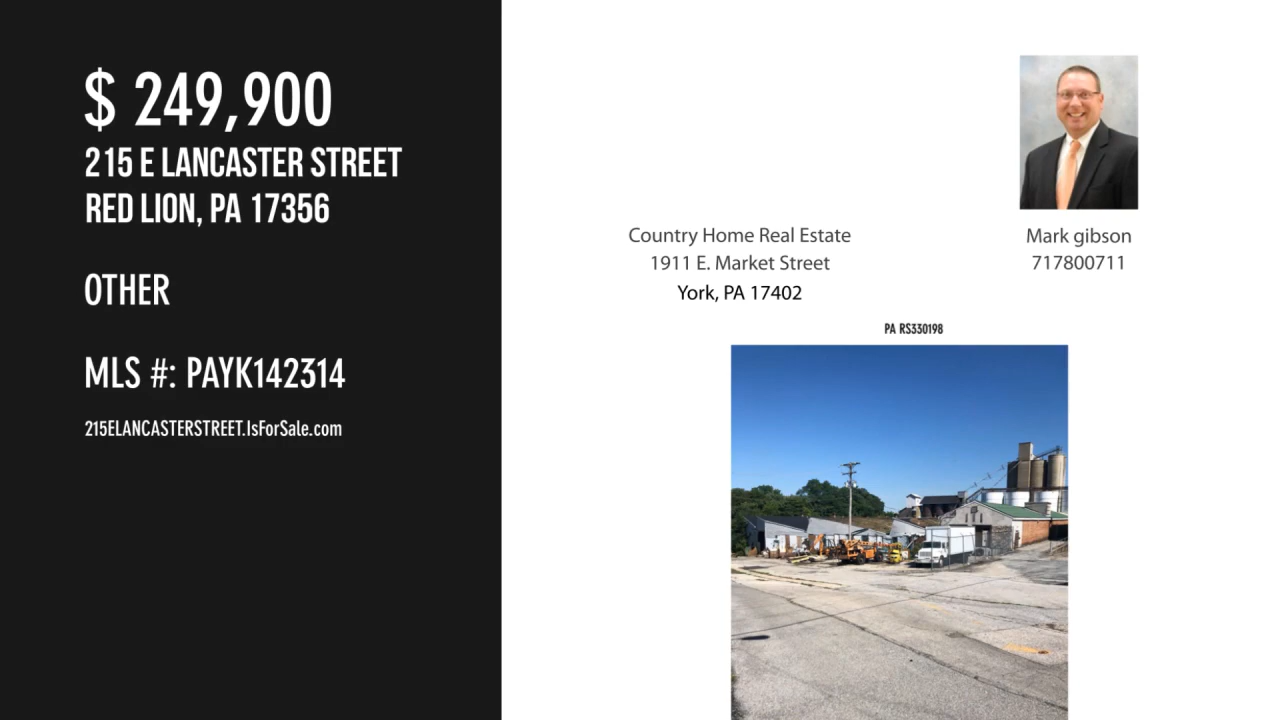 $ 249,900
215 E LANCASTER STREET
RED LION, PA 17356
OTHER
MLS #: PAYK142314
215ELANCASTERSTREET.IsForSale.com
Country Home Real Estate
1911 E. Market Street
York, PA 17402
Mark gibson
717800711
PA RS330198